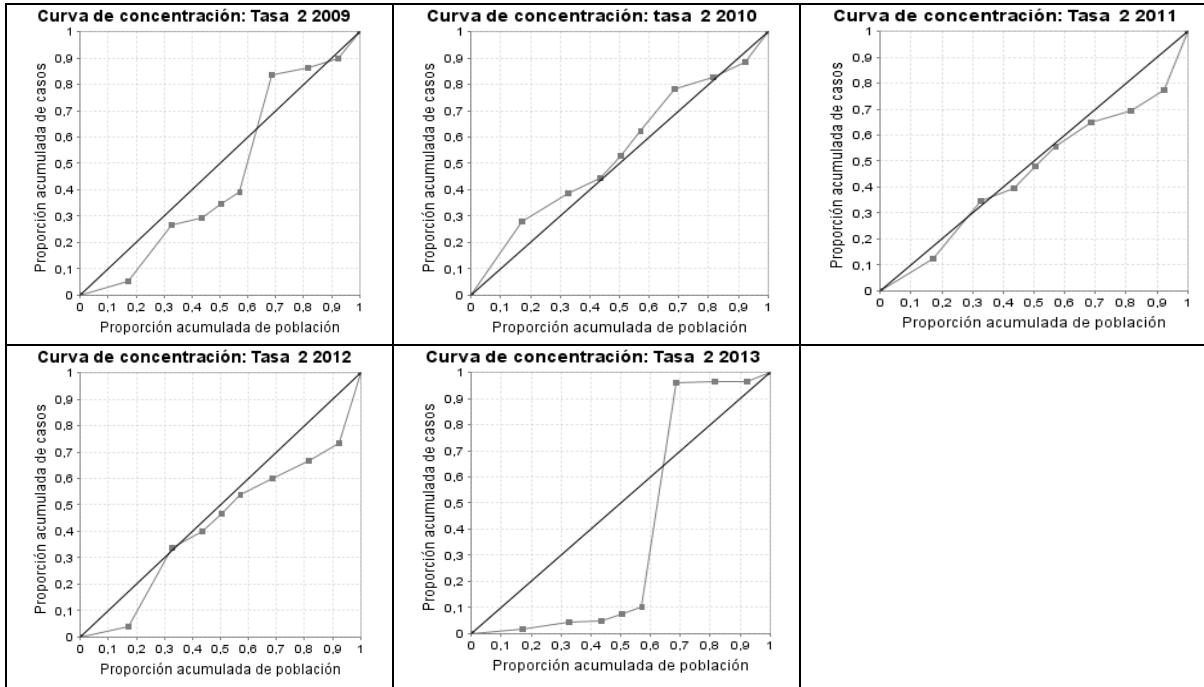 Curva de concentración: Tasa 2 2009
Proporción acumulada de casos
1
0,9
0,8
0,7
0,6
0,5
0,4
0,3
0,2
0,1
0
0 0,1 0,2 0,3 0,4 0,5 0,6 0,7 0,8 0,9 1
Proporción acumulada de población
Curva de concentración: tasa 2 2010
Proporción acumulada de casos
1
0,9
0,8
0,7
0,6
0,5
0,4
0,3
0,2
0,1
0
0 0,1 0,2 0,3 0,4 0,5 0,6 0,7 0,8 0,9 1
Proporción acumulada de población
Curva de concentración: Tasa 2 2011
Proporción acumulada de casos
1
0,9
0,8
0,7
0,6
0,5
0,4
0,3
0,2
0,1
0
0 0,1 0,2 0,3 0,4 0,5 0,6 0,7 0,8 0,9 1
Proporción acumulada de población
Curva de concentración: Tasa 2 2012
Proporción acumulada de casos
1
0,9
0,8
0,7
0,6
0,5
0,4
0,3
0,2
0,1
0
0 0,1 0,2 0,3 0,4 0,5 0,6 0,7 0,8 0,9 1
Proporción acumulada de población
Curva de concentración: Tasa 2 2013
Proporción acumulada de casos
1
0,9
0,8
0,7
0,6
0,5
0,4
0,3
0,2
0,1
0
0 0,1 0,2 0,3 0,4 0,5 0,6 0,7 0,8 0,9 1
Proporción acumulada de población